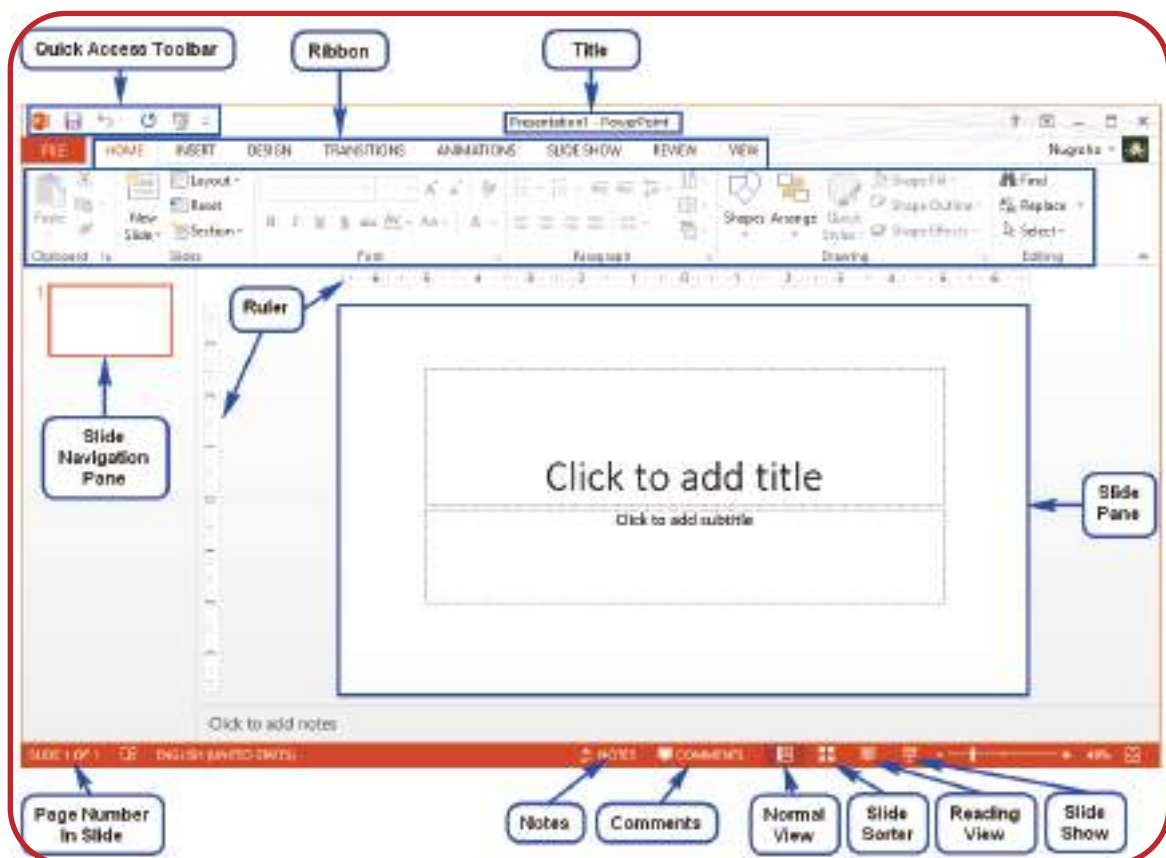 Quick Access Toolbar
Ribbon
Title
Presentation1 - PowerPoint
FILE HOME INSERT DESIGN TRANSITIONS ANIMATIONS SLIDE SHOW REVIEW VIEW
Nugroho
Paste
New
Slide
Layout
Reset
Section
Shapes
Arrange
Quick
Styles
Shape Fill
Shape Outline
Shape Effects
Find
Replace
Select
Clipboard
Slides
Font
Paragraph
Drawing
Editing
Ruler
1
Slide
Navigation
Pane
Click to add title
Click to add subtitle
Slide
Pane
Click to add notes
SLIDE 1 OF 1
ENGLISH (UNITED STATES)
NOTES
COMMENTS
Page Number
In Slide
Notes
Comments
Normal
View
Slide
Sorter
Reading
View
Slide
Show